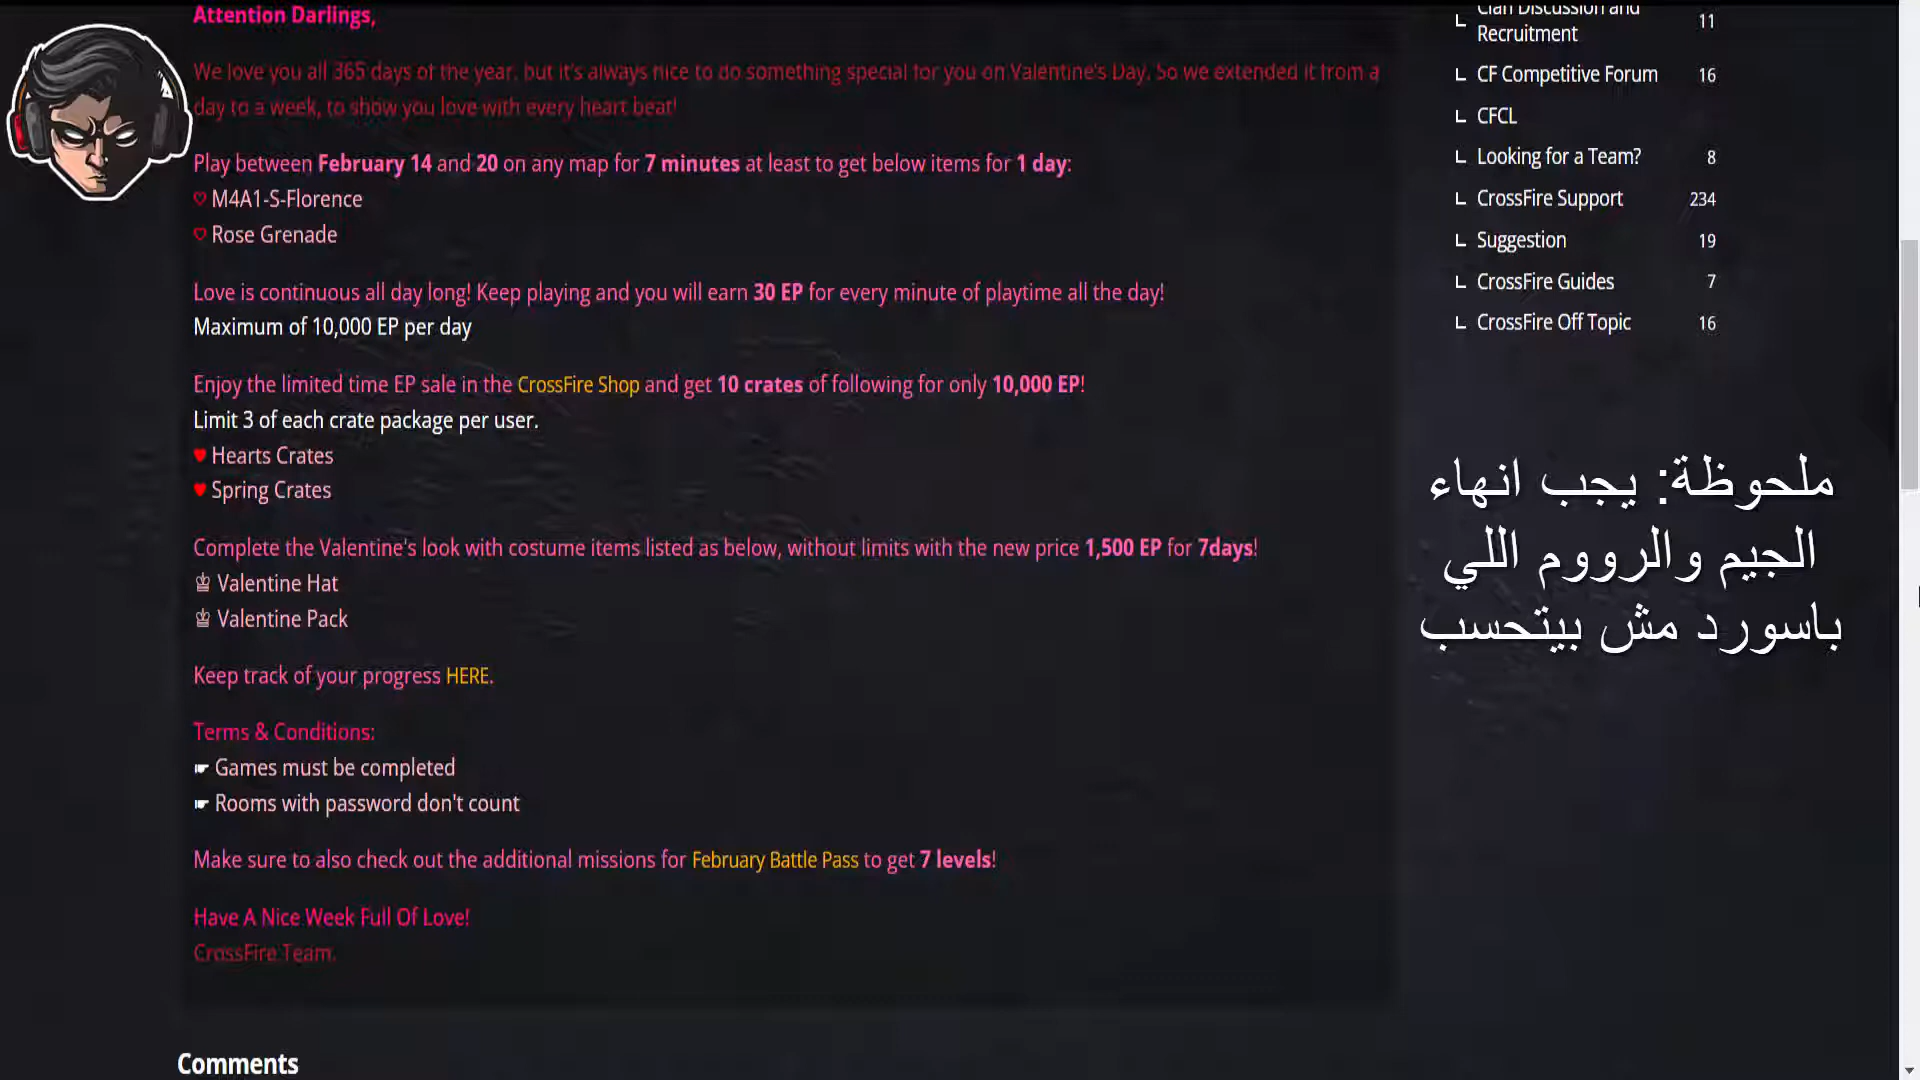 Attention Darlings,
We love you all 365 days of the year, but it's always nice to do something special for you on Valentine's Day. So we extended it from a
day to a week, to show you love with every heart beat!
Play between February 14 and 20 on any map for 7 minutes at least to get below items for 1 day:
♡ M4A1-S-Florence
♡ Rose Grenade
Love is continuous all day long! Keep playing and you will earn 30 EP for every minute of playtime all the day!
Maximum of 10,000 EP per day
Enjoy the limited time EP sale in the CrossFire Shop and get 10 crates of following for only 10,000 EP!
Limit 3 of each crate package per user.
♥ Hearts Crates
♥ Spring Crates
Complete the Valentine's look with costume items listed as below, without limits with the new price 1,500 EP for 7days!
♔ Valentine Hat
♔ Valentine Pack
Keep track of your progress HERE.
Terms & Conditions:
☛ Games must be completed
☛ Rooms with password don't count
Make sure to also check out the additional missions for February Battle Pass to get 7 levels!
Have A Nice Week Full Of Love!
CrossFire Team.
Comments
Clan Discussion and
Recruitment 11
CF Competitive Forum 16
CFCL
Looking for a Team? 8
CrossFire Support 234
Suggestion 19
CrossFire Guides 7
CrossFire Off Topic 16
ملحوظة: يجب انهاء
الجيم والرووم اللي
باسورد مش بيتحسب